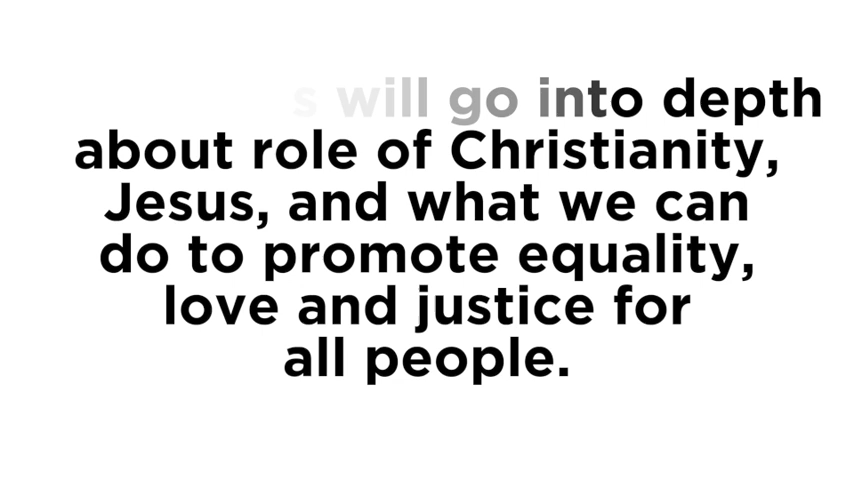 will go into depth
about role of Christianity,
Jesus, and what we can
do to promote equality,
love and justice for
all people.